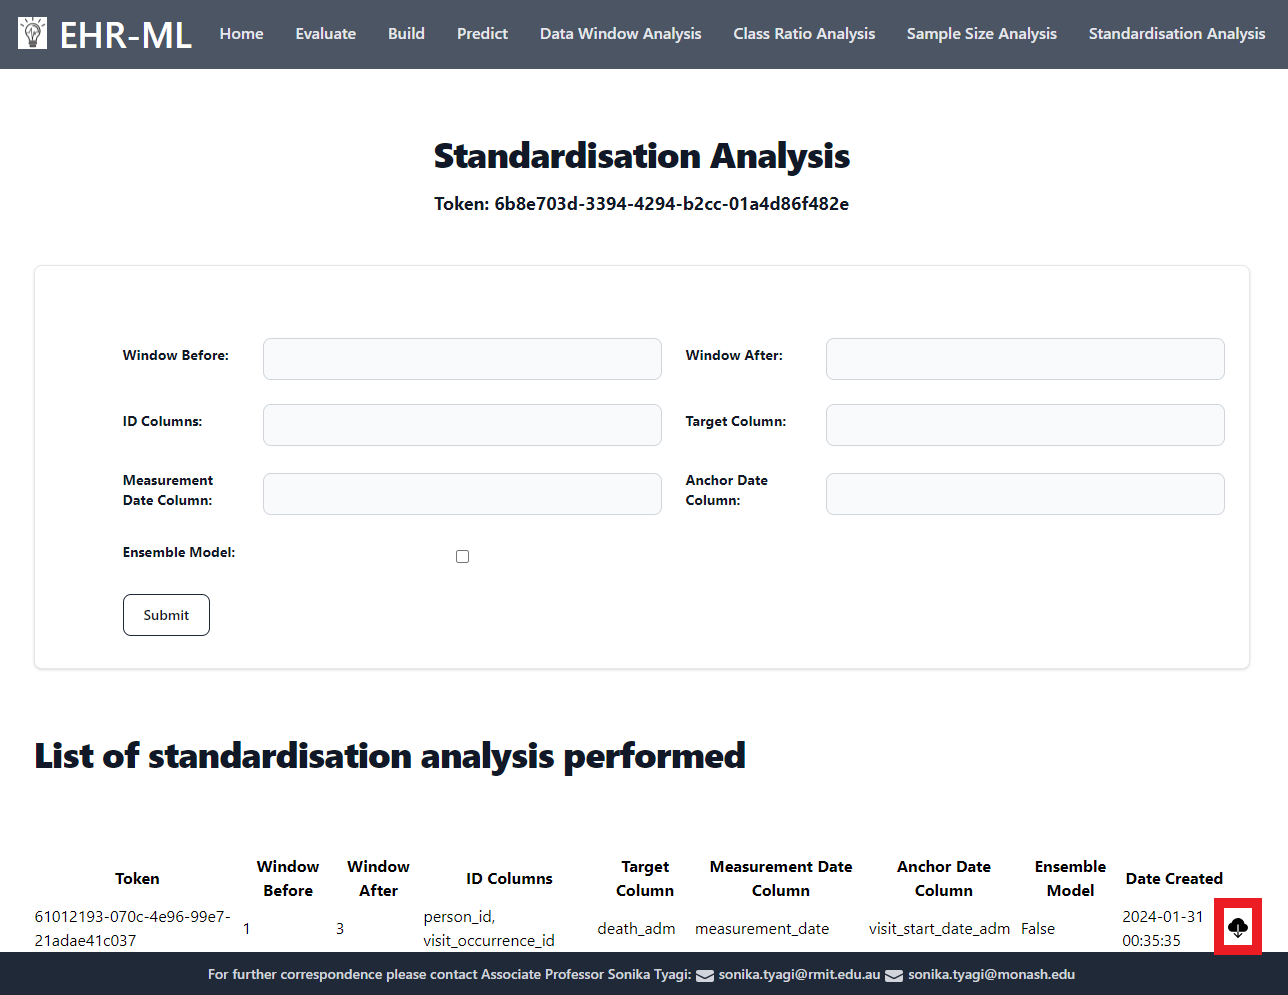 EHR-ML Home Evaluate Build Predict Data Window Analysis Class Ratio Analysis Sample Size Analysis Standardisation Analysis
Standardisation Analysis
Token: 6b8e703d-3394-4294-b2cc-01a4d86f482e
Window Before: Window After:
ID Columns: Target Column:
Measurement Date Column: Anchor Date Column:
Ensemble Model:
Submit
List of standardisation analysis performed
Token Window Before Window After ID Columns Target Column Measurement Date Column Anchor Date Column Ensemble Model Date Created
61012193-070c-4e96-99e7-21adae41c037 1 3 person_id, visit_occurrence_id death_adm measurement_date visit_start_date_adm False 2024-01-31 00:35:35
For further correspondence please contact Associate Professor Sonika Tyagi: sonika.tyagi@rmit.edu.au sonika.tyagi@monash.edu